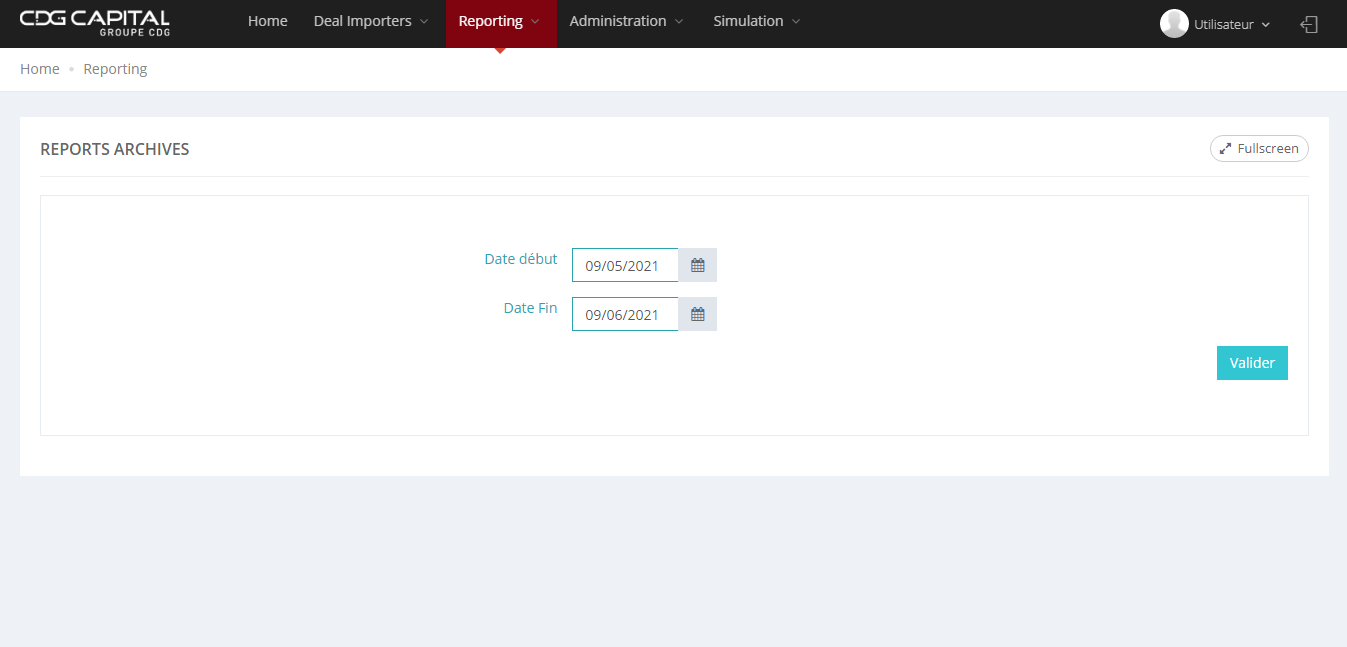 CDG CAPITAL
GROUPE CDG
Home
Deal Importers
Reporting
Administration
Simulation
Utilisateur
Home • Reporting
REPORTS ARCHIVES
Fullscreen
Date début
09/05/2021
Date Fin
09/06/2021
Valider